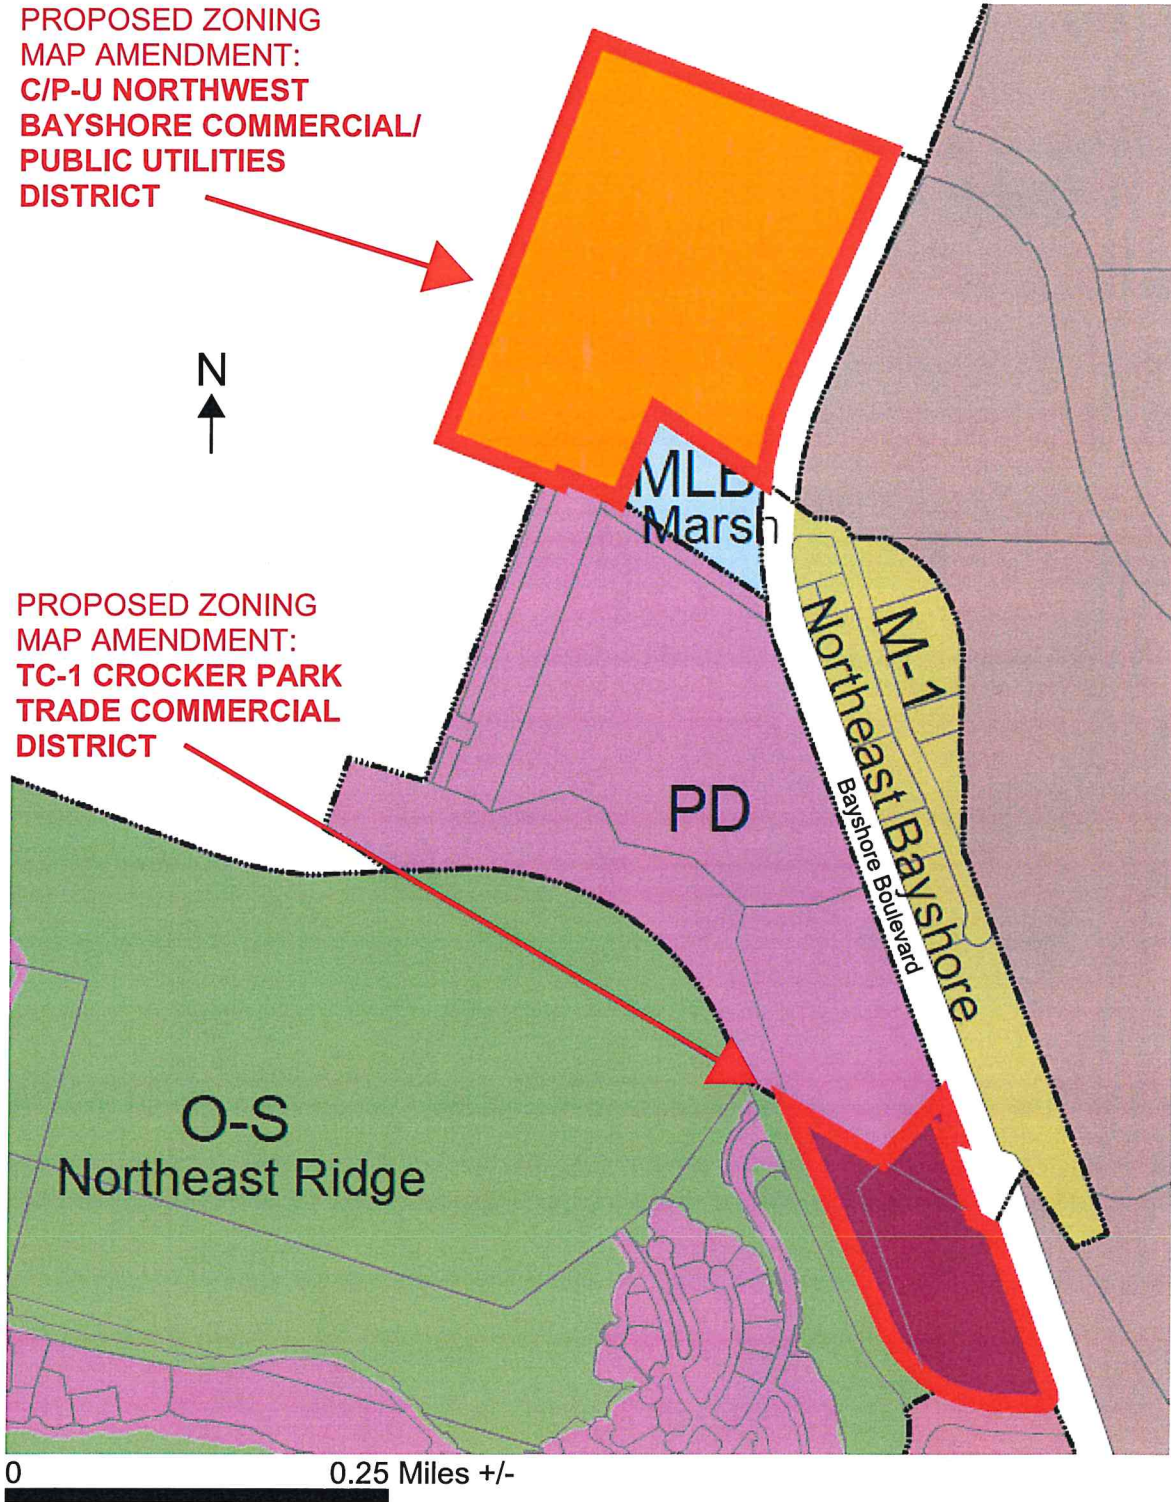 PROPOSED ZONING
MAP AMENDMENT:
C/P-U NORTHWEST
BAYSHORE COMMERCIAL/
PUBLIC UTILITIES
DISTRICT
N
MLB
Marsh
PROPOSED ZONING
MAP AMENDMENT:
TC-1 CROCKER PARK
TRADE COMMERCIAL
DISTRICT
M-1
Northeast Bayshore
PD
Bayshore Boulevard
O-S
Northeast Ridge
0
0.25 Miles +/-